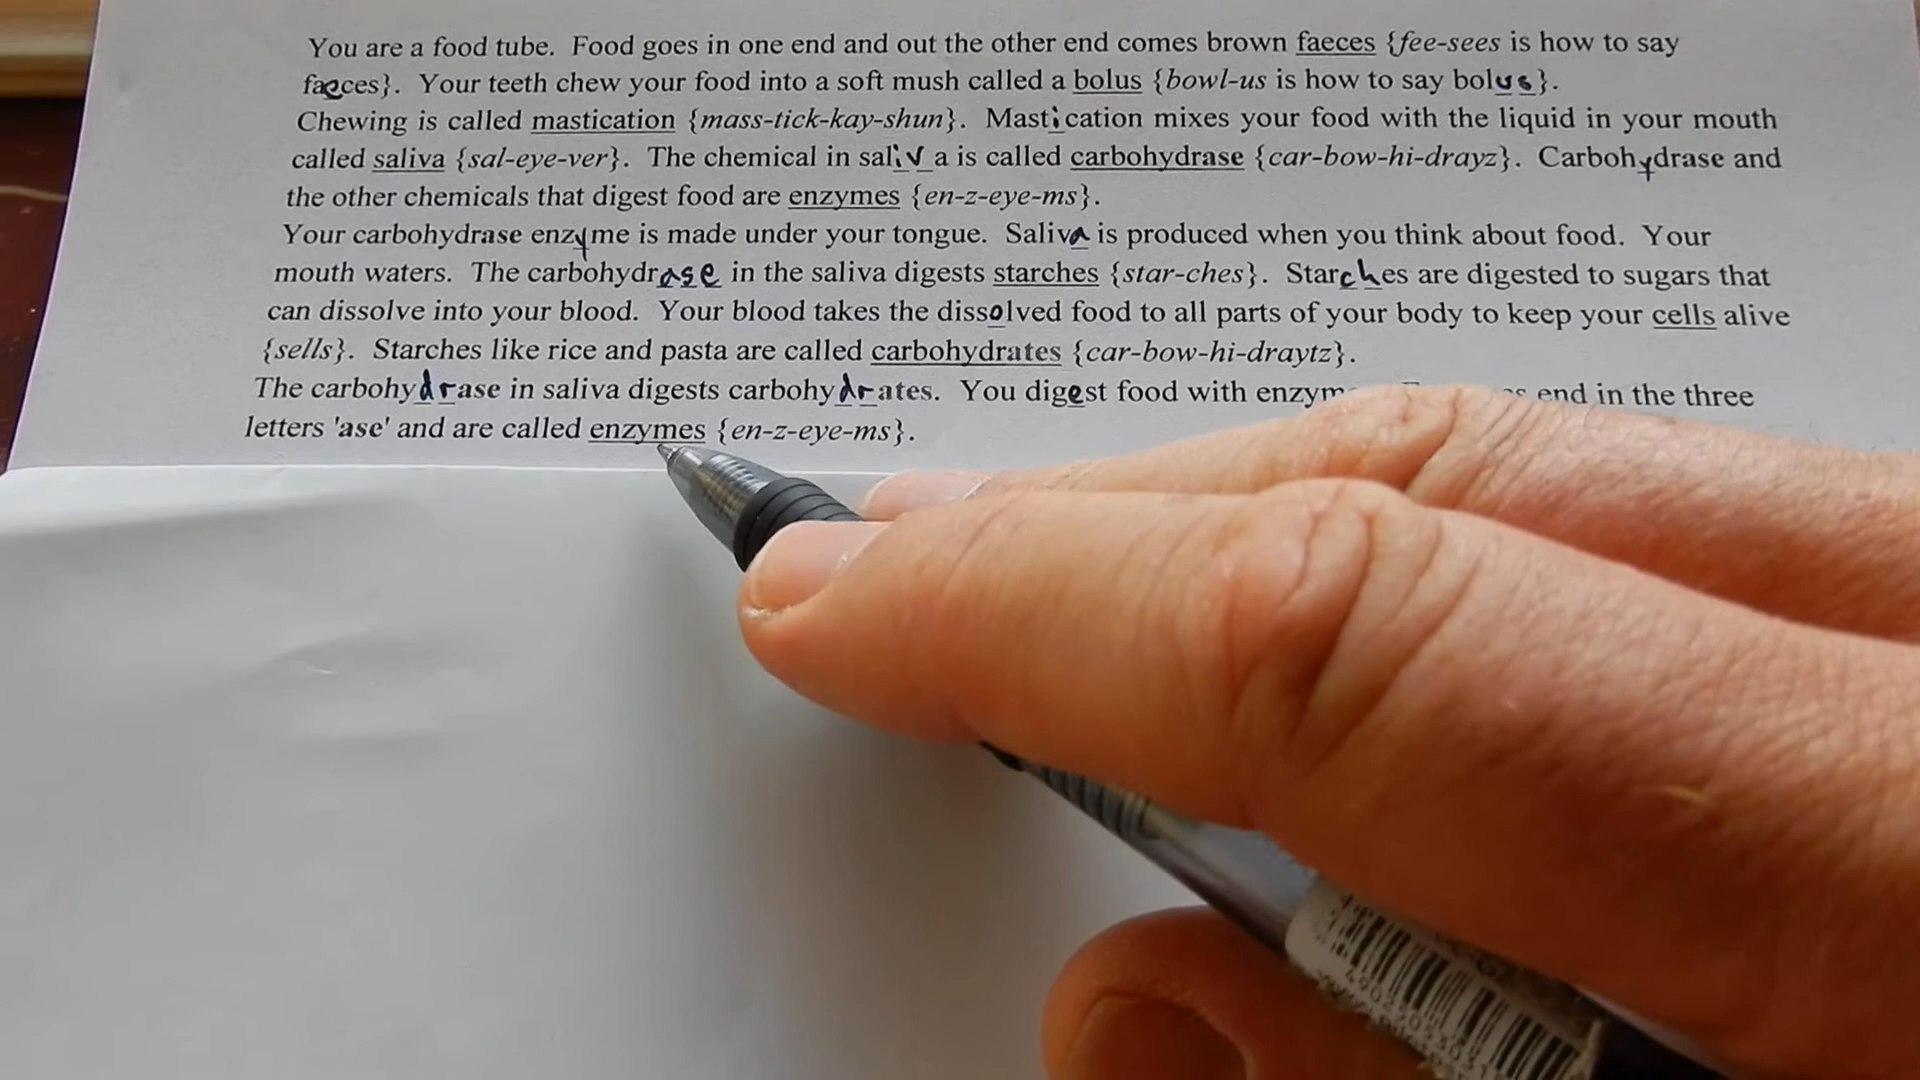 You are a food tube. Food goes in one end and out the other end comes brown faeces {fee-sees is how to say
faeces}. Your teeth chew your food into a soft mush called a bolus {bowl-us is how to say bolus}.
Chewing is called mastication {mass-tick-kay-shun}. Mastication mixes your food with the liquid in your mouth
called saliva {sal-eye-ver}. The chemical in saliva is called carbohydrase {car-bow-hi-drayz}. Carbohydrase and
the other chemicals that digest food are enzymes {en-z-eye-ms}.
Your carbohydrase enzyme is made under your tongue. Saliva is produced when you think about food. Your
mouth waters. The carbohydrase in the saliva digests starches {star-ches}. Starches are digested to sugars that
can dissolve into your blood. Your blood takes the dissolved food to all parts of your body to keep your cells alive
{sells}. Starches like rice and pasta are called carbohydrates {car-bow-hi-draytz}.
The carbohydrase in saliva digests carbohydrates. You digest food with end in the three
letters 'ase' and are called enzymes {en-z-eye-ms}.